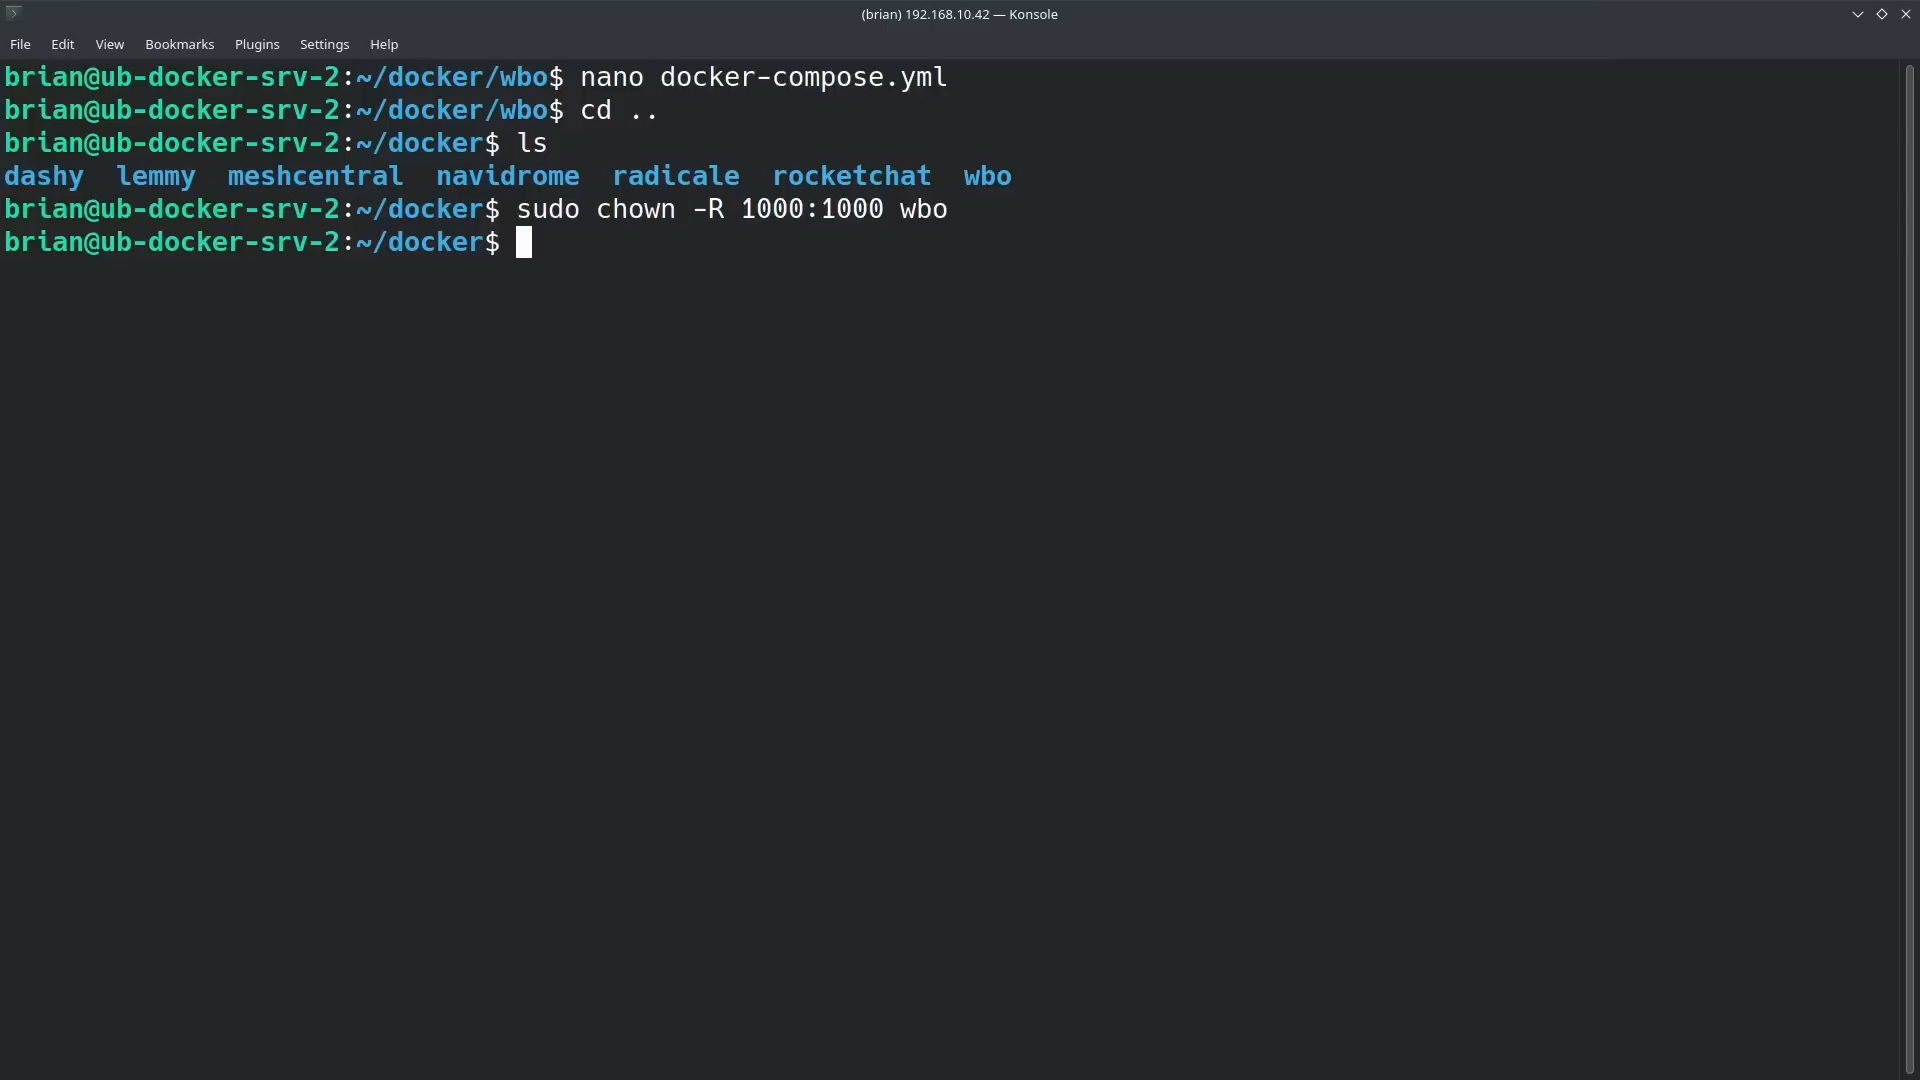 (brian) 192.168.10.42 — Konsole
File Edit View Bookmarks Plugins Settings Help
brian@ub-docker-srv-2:~/docker/wbo$ nano docker-compose.yml
brian@ub-docker-srv-2:~/docker/wbo$ cd ..
brian@ub-docker-srv-2:~/docker$ ls
dashy  lemmy  meshcentral  navidrome  radicale  rocketchat  wbo
brian@ub-docker-srv-2:~/docker$ sudo chown -R 1000:1000 wbo
brian@ub-docker-srv-2:~/docker$